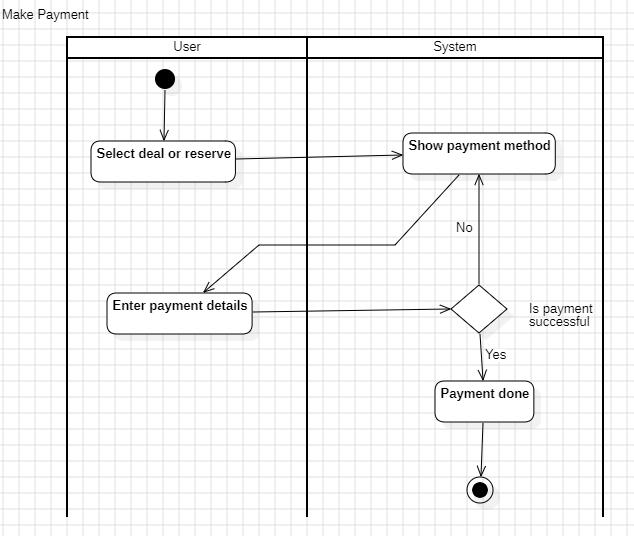 Make Payment
User
System
Select deal or reserve
Show payment method
No
Enter payment details
Is payment
successful
Yes
Payment done